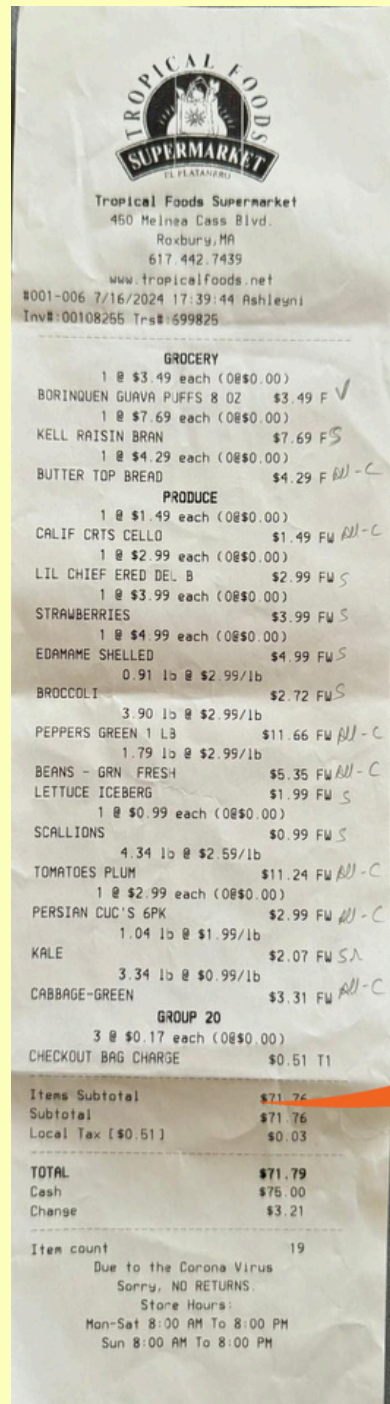 TROPICAL FOODS
SUPERMARKET
EL PLATANERO
Tropical Foods Supermarket
450 Melnea Cass Blvd.
Roxbury,MA
617.442.7439
www.tropicalfoods.net
#001-006 7/16/2024 17:39:44 Ashleyni
Inv#:00108255 Trs#:699825
GROCERY
1 @ $3.49 each (0@$0.00)
BORINQUEN GUAVA PUFFS 8 OZ $3.49 F V
1 @ $7.69 each (0@$0.00)
KELL RAISIN BRAN $7.69 F S
1 @ $4.29 each (0@$0.00)
BUTTER TOP BREAD $4.29 F All - C
PRODUCE
1 @ $1.49 each (0@$0.00)
CALIF CRTS CELLO $1.49 FW All - C
1 @ $2.99 each (0@$0.00)
LIL CHIEF ERED DEL B $2.99 FW S
1 @ $3.99 each (0@$0.00)
STRAWBERRIES $3.99 FW S
1 @ $4.99 each (0@$0.00)
EDAMAME SHELLED $4.99 FW S
0.91 lb @ $2.99/lb
BROCCOLI $2.72 FW S
3.90 lb @ $2.99/lb
PEPPERS GREEN 1 LB $11.66 FW All - C
1.79 lb @ $2.99/lb
BEANS - GRN FRESH $5.35 FW All - C
LETTUCE ICEBERG $1.99 FW S
1 @ $0.99 each (0@$0.00)
SCALLIONS $0.99 FW S
4.34 lb @ $2.59/lb
TOMATOES PLUM $11.24 FW All - C
1 @ $2.99 each (0@$0.00)
PERSIAN CUC'S 6PK $2.99 FW All - C
1.04 lb @ $1.99/lb
KALE $2.07 FW S
3.34 lb @ $0.99/lb
CABBAGE-GREEN $3.31 FW All - C
GROUP 20
3 @ $0.17 each (0@$0.00)
CHECKOUT BAG CHARGE $0.51 T1
Items Subtotal $71.76
Subtotal $71.76
Local Tax [$0.51] $0.03
TOTAL $71.79
Cash $75.00
Change $3.21
Item count 19
Due to the Corona Virus
Sorry, NO RETURNS.
Store Hours:
Mon-Sat 8:00 AM To 8:00 PM
Sun 8:00 AM To 8:00 PM